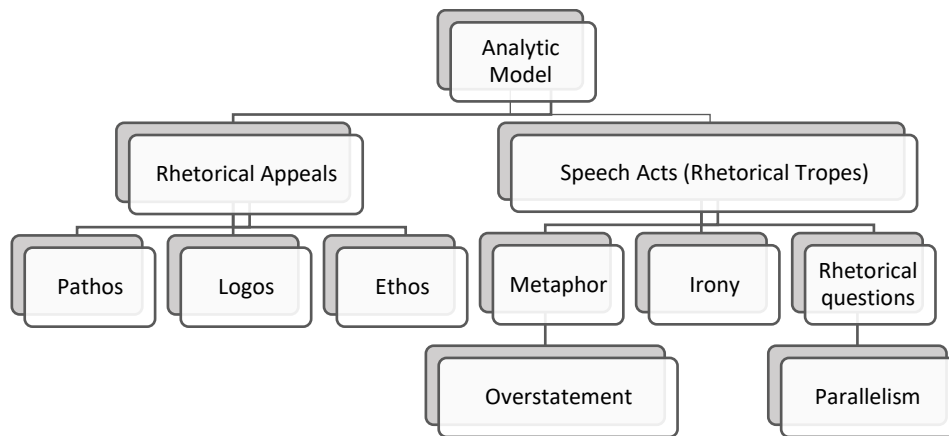 Analytic
Model
Rhetorical Appeals
Speech Acts (Rhetorical Tropes)
Pathos
Logos
Ethos
Metaphor
Irony
Rhetorical
questions
Overstatement
Parallelism